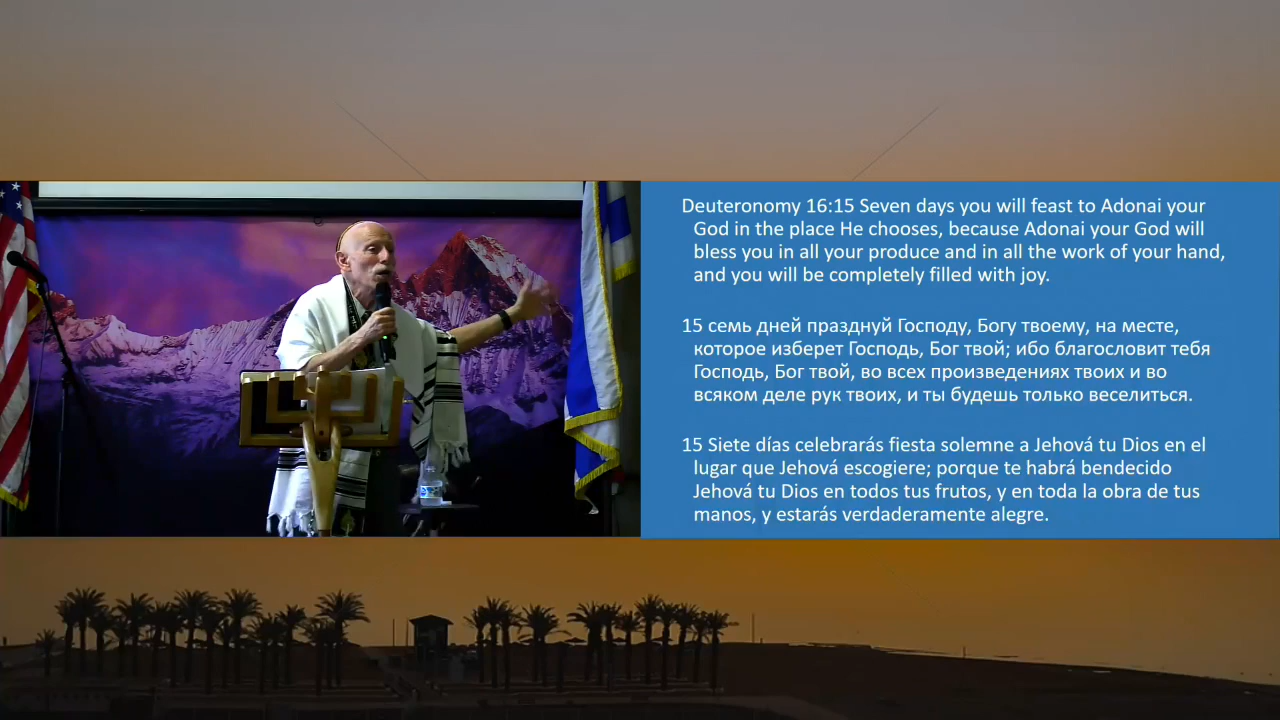 Deuteronomy 16:15 Seven days you will feast to Adonai your
God in the place He chooses, because Adonai your God will
bless you in all your produce and in all the work of your hand,
and you will be completely filled with joy.
15 семь дней празднуй Господу, Богу твоему, на месте,
которое изберет Господь, Бог твой; ибо благословит тебя
Господь, Бог твой, во всех произведениях твоих и во
всяком деле рук твоих, и ты будешь только веселиться.
15 Siete días celebrarás fiesta solemne a Jehová tu Dios en el
lugar que Jehová escogiere; porque te habrá bendecido
Jehová tu Dios en todos tus frutos, y en toda la obra de tus
manos, y estarás verdaderamente alegre.